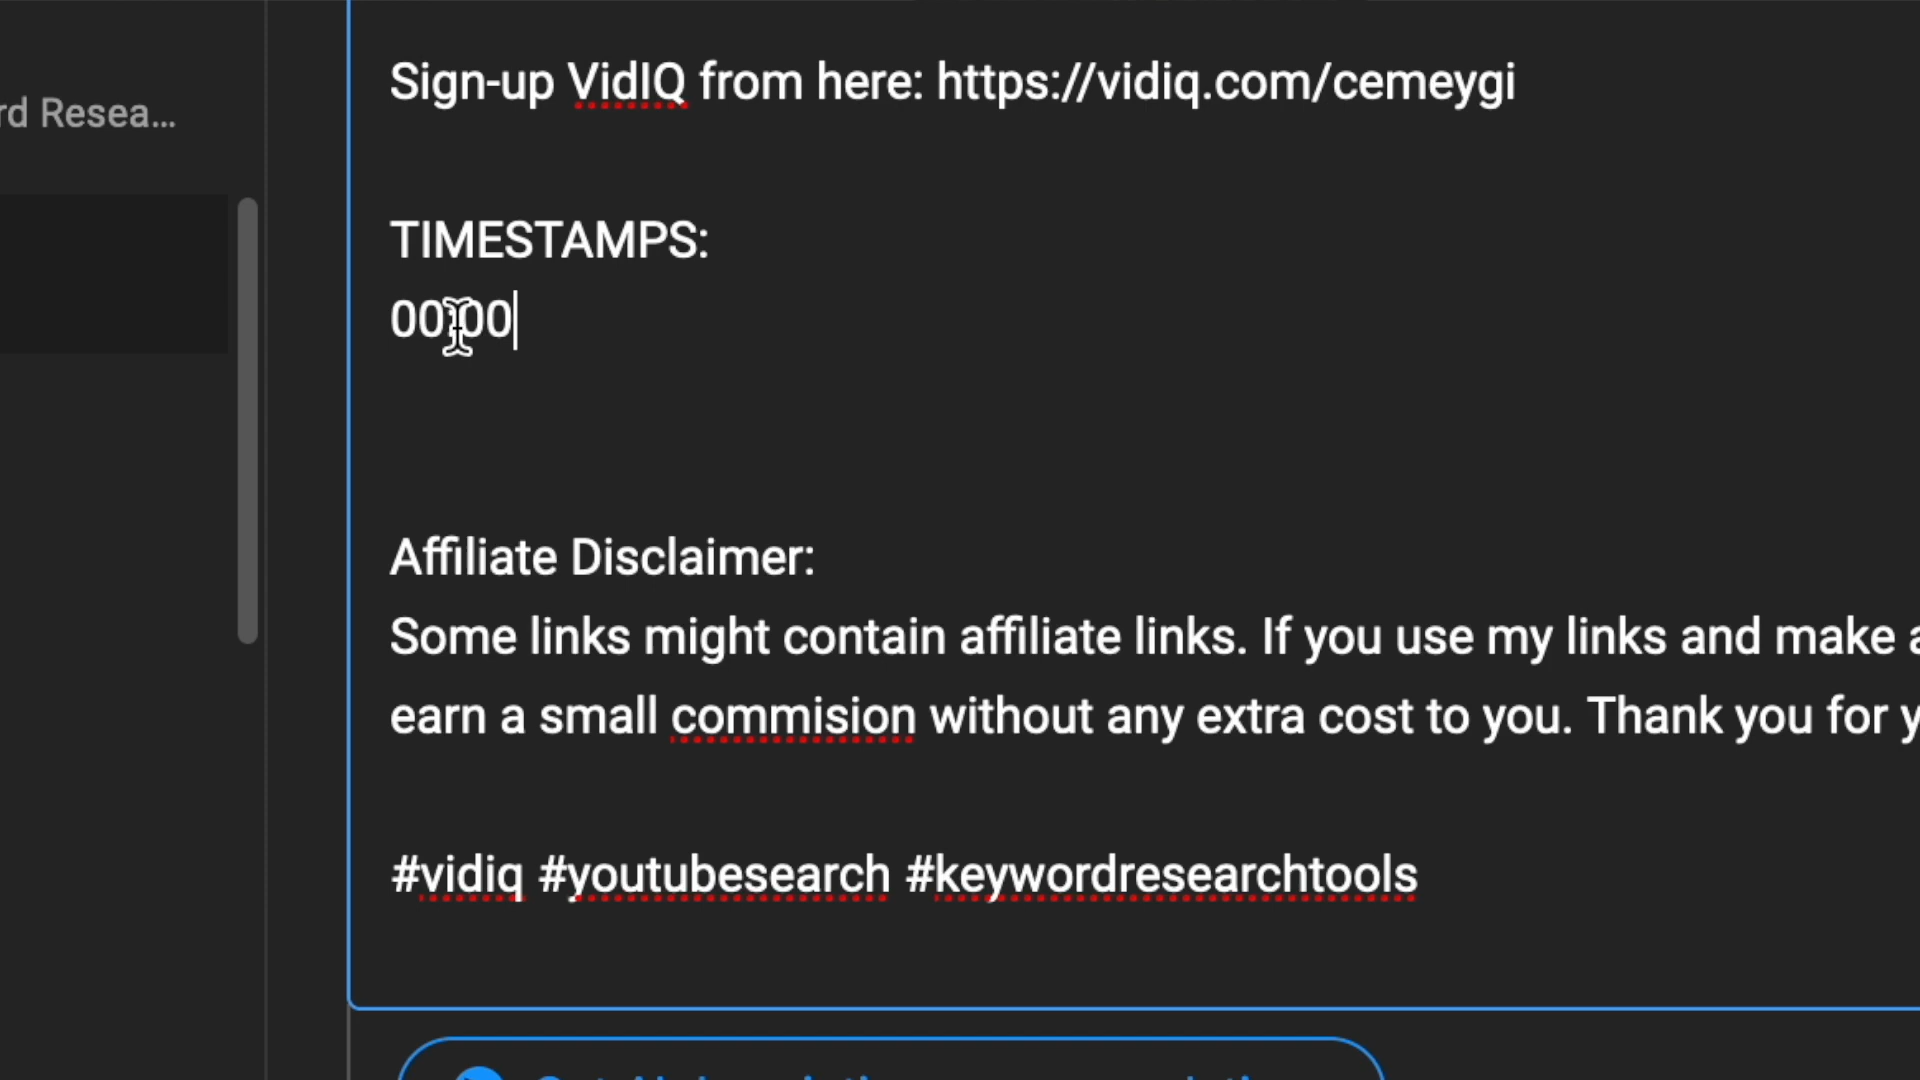 Sign-up VidIQ from here: https://vidiq.com/cemeygi
rd Resea...
TIMESTAMPS:
00:00
Affiliate Disclaimer:
Some links might contain affiliate links. If you use my links and make a
earn a small commision without any extra cost to you. Thank you for y
#vidiq #youtubesearch #keywordresearchtools